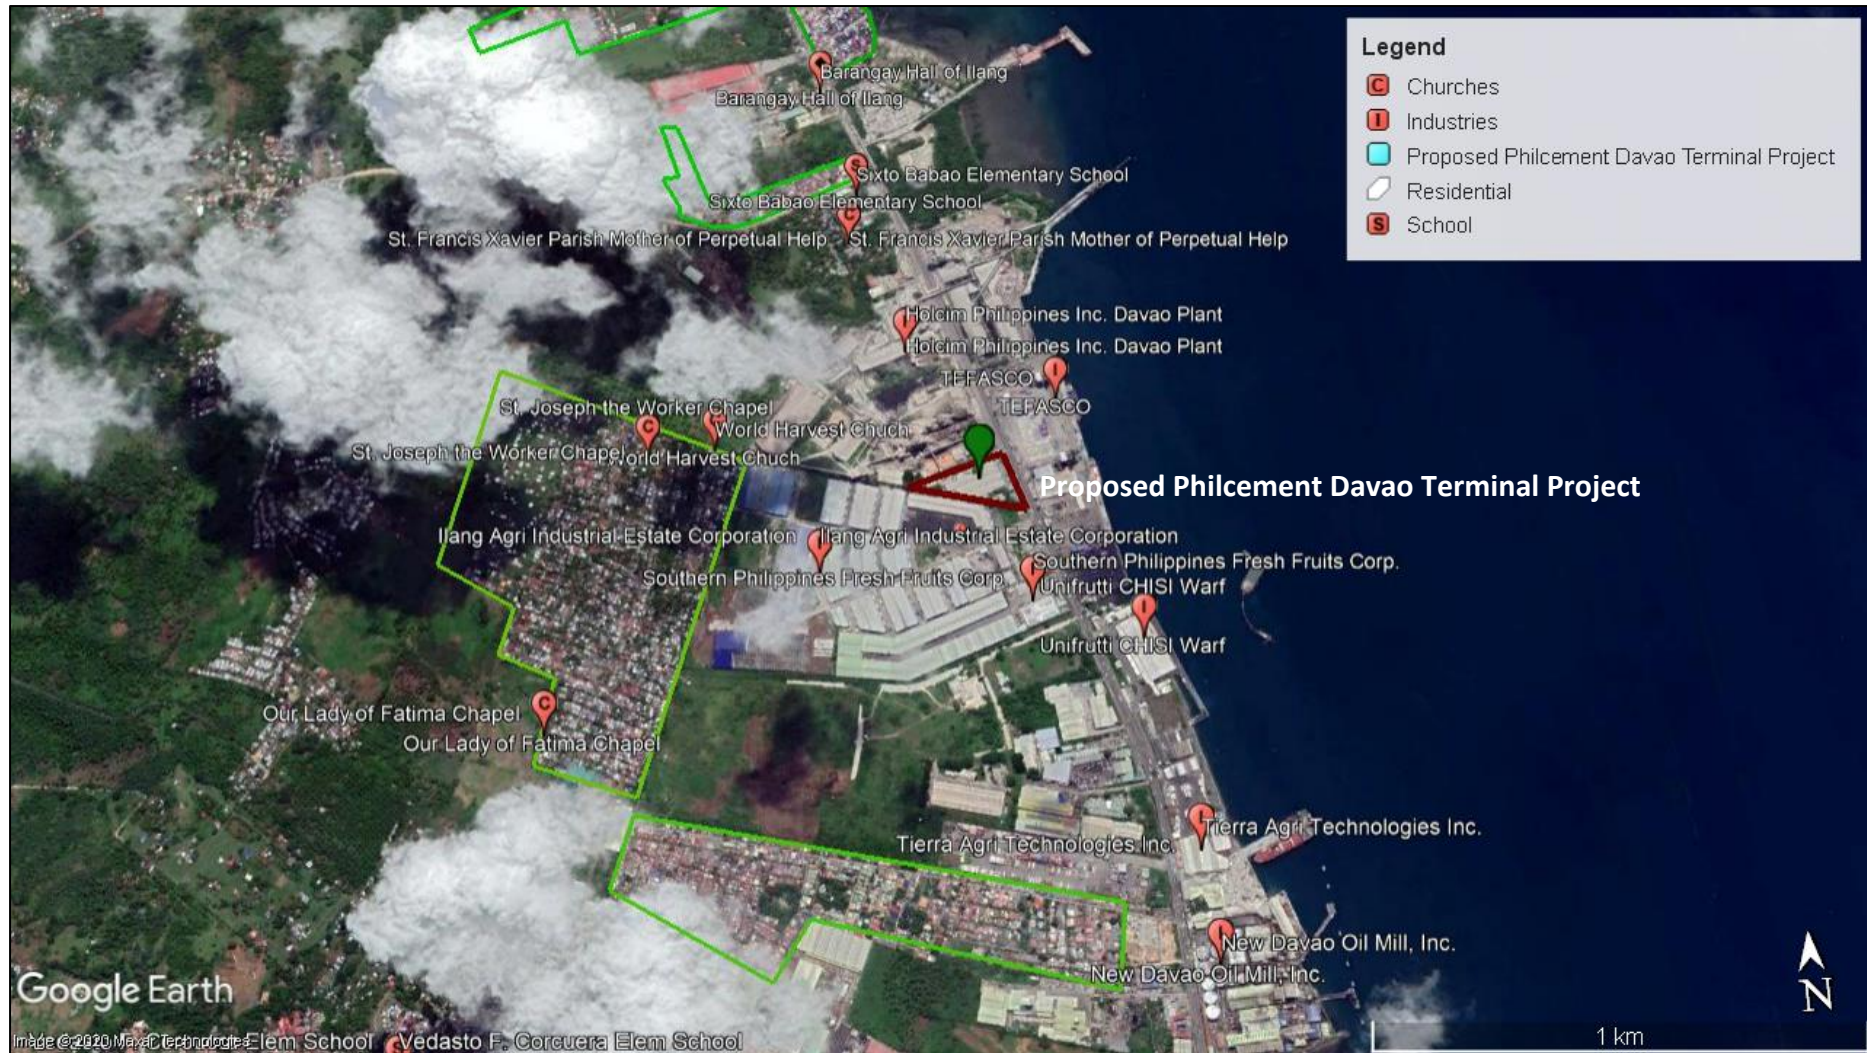 Legend
C Churches
I Industries
Proposed Philcement Davao Terminal Project
Residential
S School
Barangay Hall of Ilang
Barangay Hall of Ilang
S
Sixto Babao Elementary School
Sixto Babao Elementary School
C
St. Francis Xavier Parish Mother of Perpetual Help
St. Francis Xavier Parish Mother of Perpetual Help
Holcim Philippines Inc. Davao Plant
Holcim Philippines Inc. Davao Plant
I
TEFASCO
TEFASCO
St. Joseph the Worker Chapel
C
World Harvest Chuch
St. Joseph the Worker Chapel
World Harvest Chuch
Proposed Philcement Davao Terminal Project
Ilang Agri Industrial Estate Corporation
Ilang Agri Industrial Estate Corporation
Southern Philippines Fresh Fruits Corp.
Southern Philippines Fresh Fruits Corp.
Unifrutti CHISI Warf
I
Unifrutti CHISI Warf
C
Our Lady of Fatima Chapel
Our Lady of Fatima Chapel
Tierra Agri Technologies Inc.
Tierra Agri Technologies Inc.
New Davao Oil Mill, Inc.
New Davao Oil Mill, Inc.
Google Earth
N
1 km
Image © 2020 Maxar Technologies
Elem School
Vedasto F. Corcuera Elem School